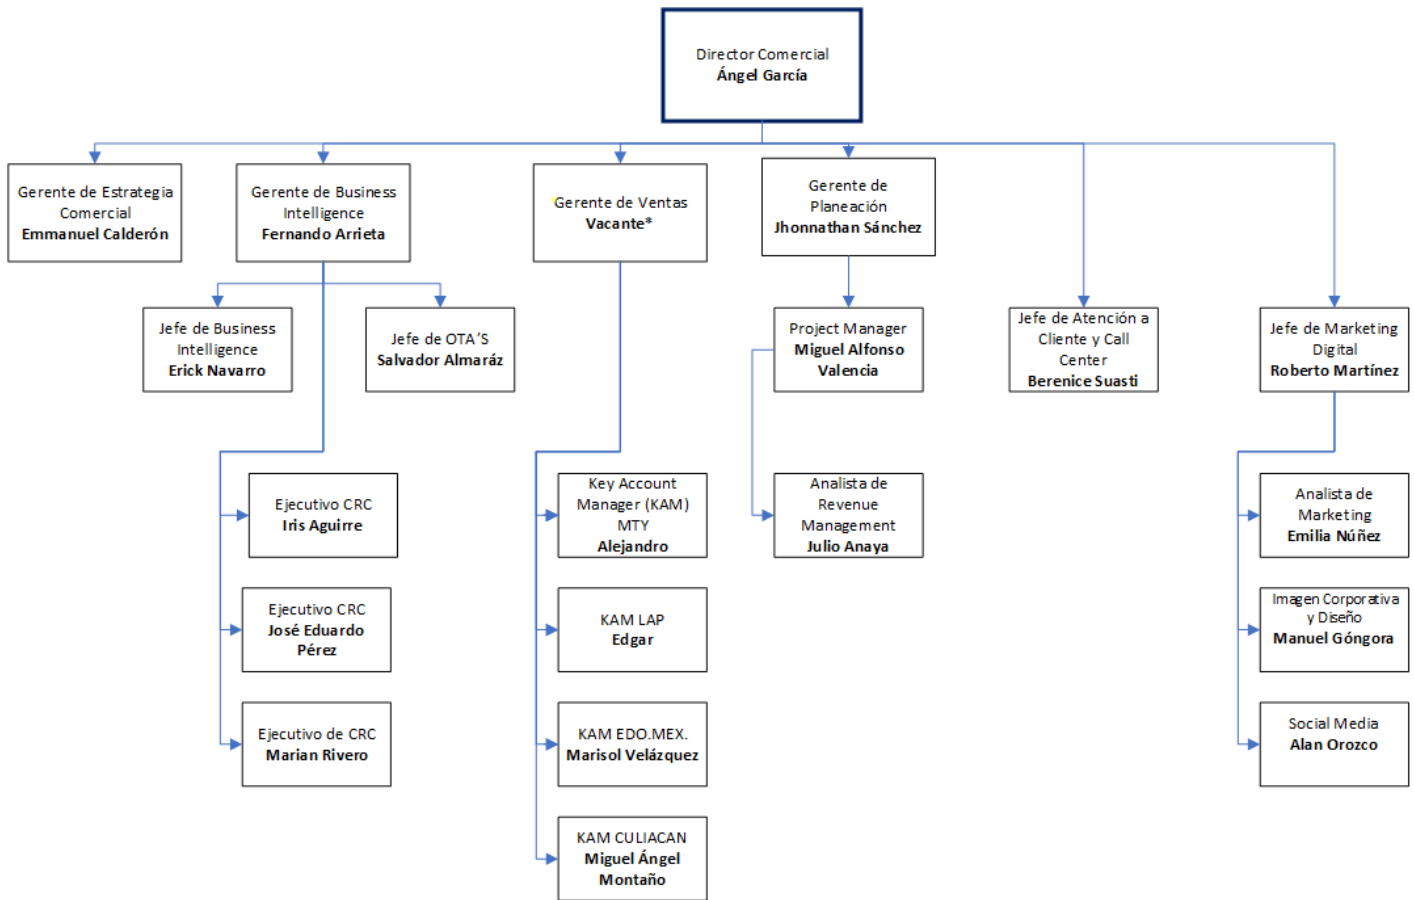 Director Comercial
Ángel García
Gerente de Estrategia
Comercial
Emmanuel Calderón
Gerente de Business
Intelligence
Fernando Arrieta
Gerente de Ventas
Vacante*
Gerente de
Planeación
Jhonnathan Sánchez
Jefe de Business
Intelligence
Erick Navarro
Jefe de OTA'S
Salvador Almaráz
Project Manager
Miguel Alfonso
Valencia
Jefe de Atención a
Cliente y Call
Center
Berenice Suasti
Jefe de Marketing
Digital
Roberto Martínez
Ejecutivo CRC
Iris Aguirre
Key Account
Manager (KAM)
MTY
Alejandro
Analista de
Revenue
Management
Julio Anaya
Analista de
Marketing
Emilia Núñez
Ejecutivo CRC
José Eduardo
Pérez
KAM LAP
Edgar
Imagen Corporativa
y Diseño
Manuel Góngora
Ejecutivo de CRC
Marian Rivero
KAM EDO.MEX.
Marisol Velázquez
Social Media
Alan Orozco
KAM CULIACAN
Miguel Ángel
Montaño